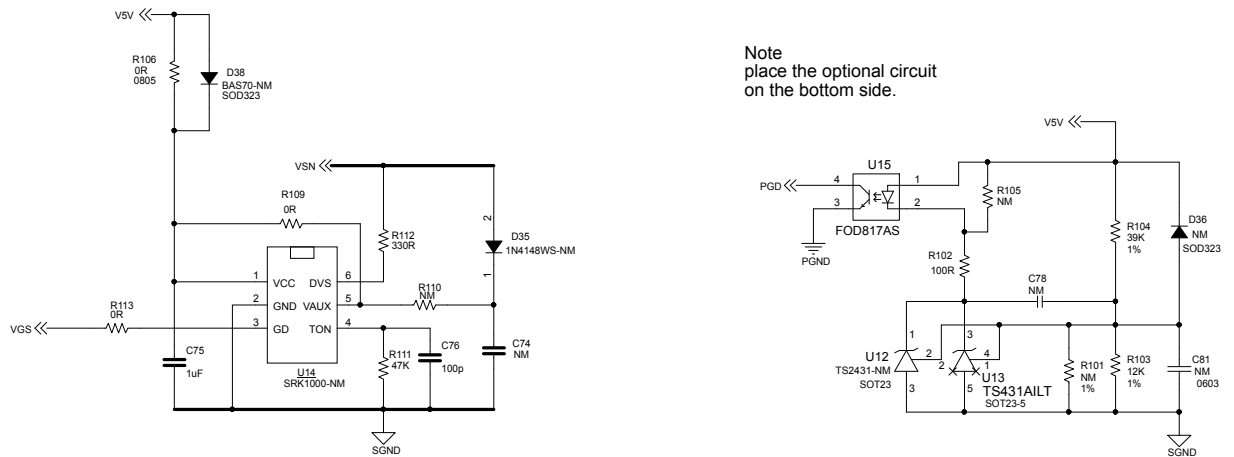 V5V
R106
0R
0805
D38
BAS70-NM
SOD323
VSN
R109
0R
R112
330R
2
D35
1N4148WS-NM
1
1
VCC
DVS
6
2
GND
VAUX
5
3
GD
TON
4
R110
NM
R113
0R
VGS
C75
1uF
U14
SRK1000-NM
R111
47K
C76
100p
C74
NM
SGND
Note
place the optional circuit
on the bottom side.
V5V
U15
PGD
4
1
3
2
FOD817AS
PGND
R105
NM
R104
39K
1%
D36
NM
SOD323
R102
100R
C78
NM
1
3
2
4
2
1
U12
TS2431-NM
SOT23
3
U13
TS431AILT
5
SOT23-5
R101
NM
1%
R103
12K
1%
C81
NM
0603
SGND